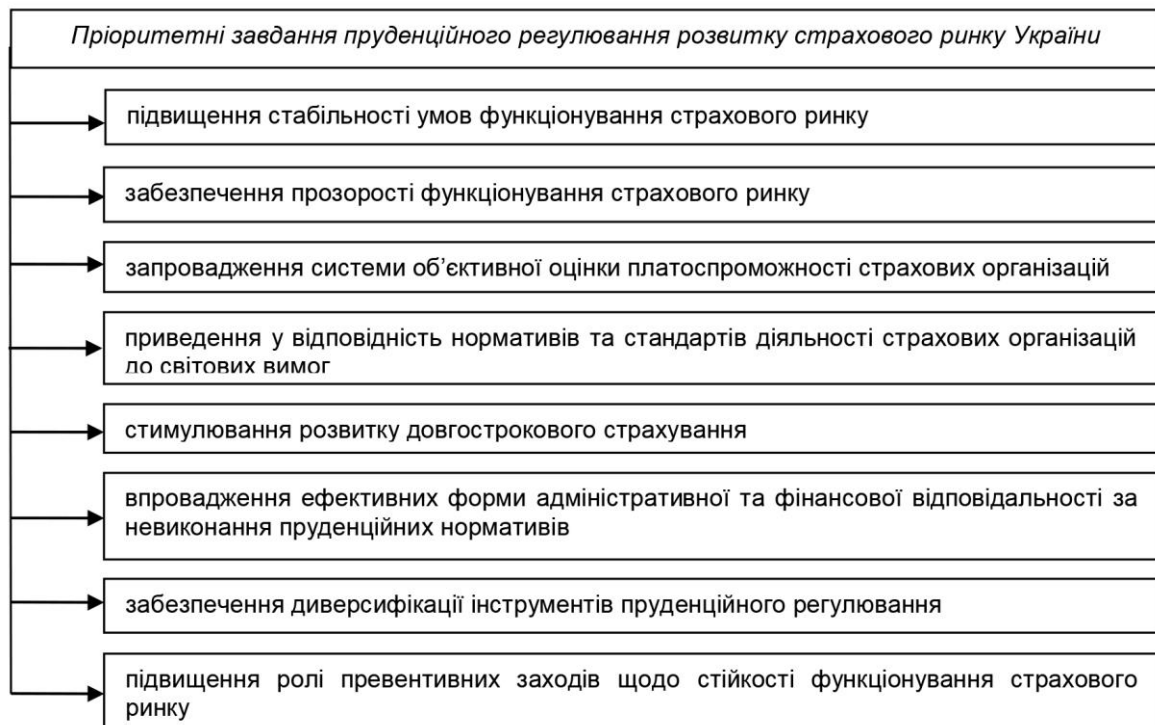 Пріоритетні завдання пруденційного регулювання розвитку страхового ринку України
підвищення стабільності умов функціонування страхового ринку
забезпечення прозорості функціонування страхового ринку
запровадження системи об’єктивної оцінки платоспроможності страхових організацій
приведення у відповідність нормативів та стандартів діяльності страхових організацій
до світових вимог
стимулювання розвитку довгострокового страхування
впровадження ефективних форми адміністративної та фінансової відповідальності за
невиконання пруденційних нормативів
забезпечення диверсифікації інструментів пруденційного регулювання
підвищення ролі превентивних заходів щодо стійкості функціонування страхового
ринку